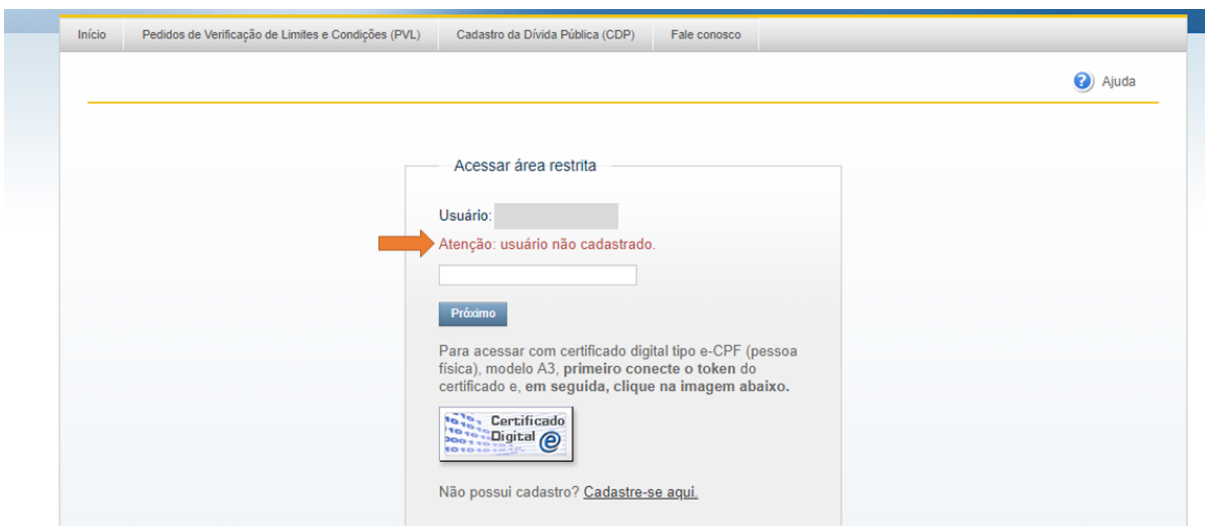 Início Pedidos de Verificação de Limites e Condições (PVL) Cadastro da Dívida Pública (CDP) Fale conosco
Ajuda
Acessar área restrita
Usuário:
Atenção: usuário não cadastrado.
Próximo
Para acessar com certificado digital tipo e-CPF (pessoa
física), modelo A3, primeiro conecte o token do
certificado e, em seguida, clique na imagem abaixo.
Certificado
Digital e
Não possui cadastro? Cadastre-se aqui.